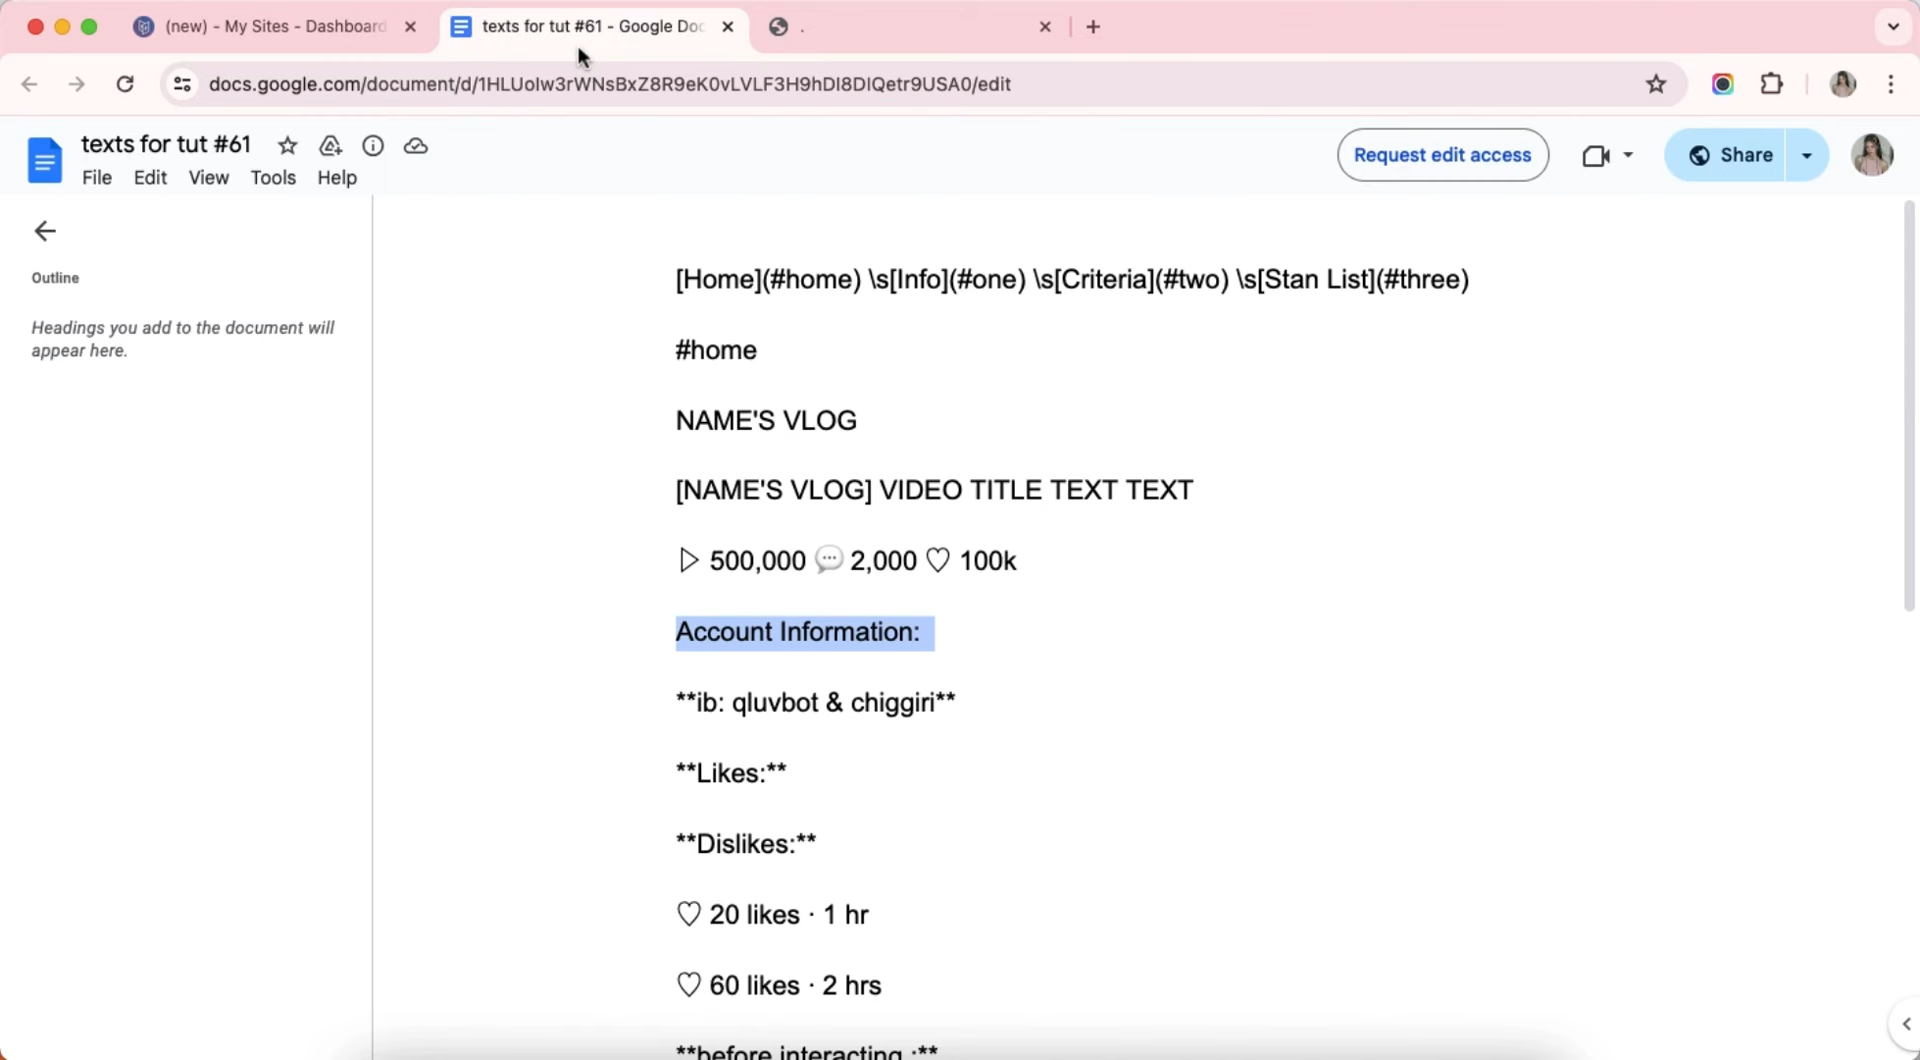 (new) - My Sites - Dashboard
texts for tut #61 - Google Doc
.
docs.google.com/document/d/1HLUoIw3rWNsBxZ8R9eK0vLVLF3H9hDI8DIQetr9USA0/edit
texts for tut #61
File Edit View Tools Help
Request edit access
Share
Outline
Headings you add to the document will
appear here.
[Home](#home) \s[Info](#one) \s[Criteria](#two) \s[Stan List](#three)
#home
NAME'S VLOG
[NAME'S VLOG] VIDEO TITLE TEXT TEXT
▷ 500,000 💬 2,000 ♡ 100k
Account Information:
**ib: qluvbot & chiggiri**
**Likes:**
**Dislikes:**
♡ 20 likes · 1 hr
♡ 60 likes · 2 hrs
**before interacting :**